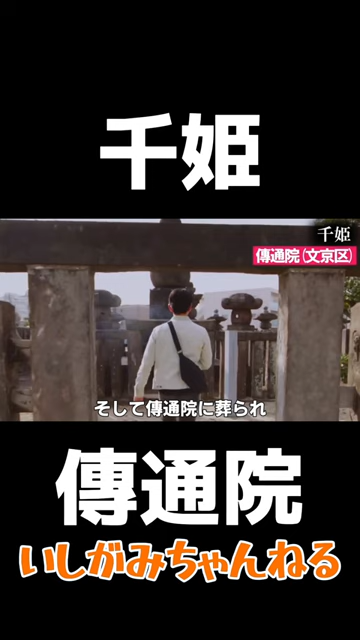 千姫
千姫
傳通院(文京区)
そして傳通院に葬られ
傳通院
いしがみちゃんねる